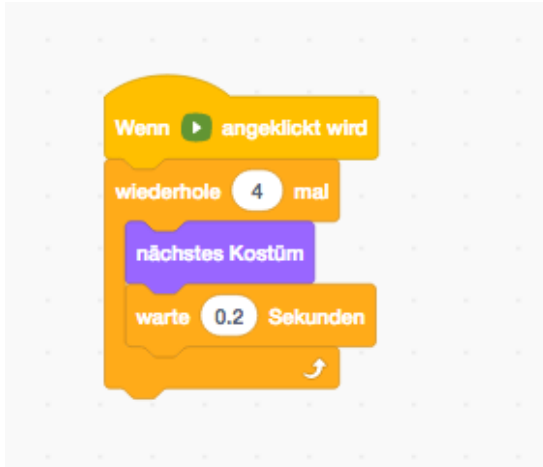 Wenn angeklickt wird
wiederhole 4 mal
nächstes Kostüm
warte 0.2 Sekunden